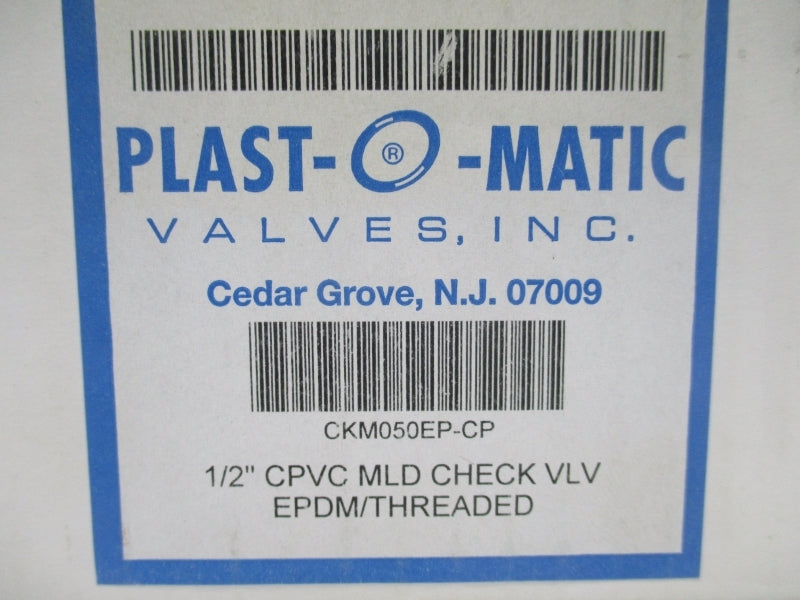 PLAST-O®-MATIC
VALVES, INC.
Cedar Grove, N.J. 07009
CKM050EP-CP
1/2" CPVC MLD CHECK VLV
EPDM/THREADED